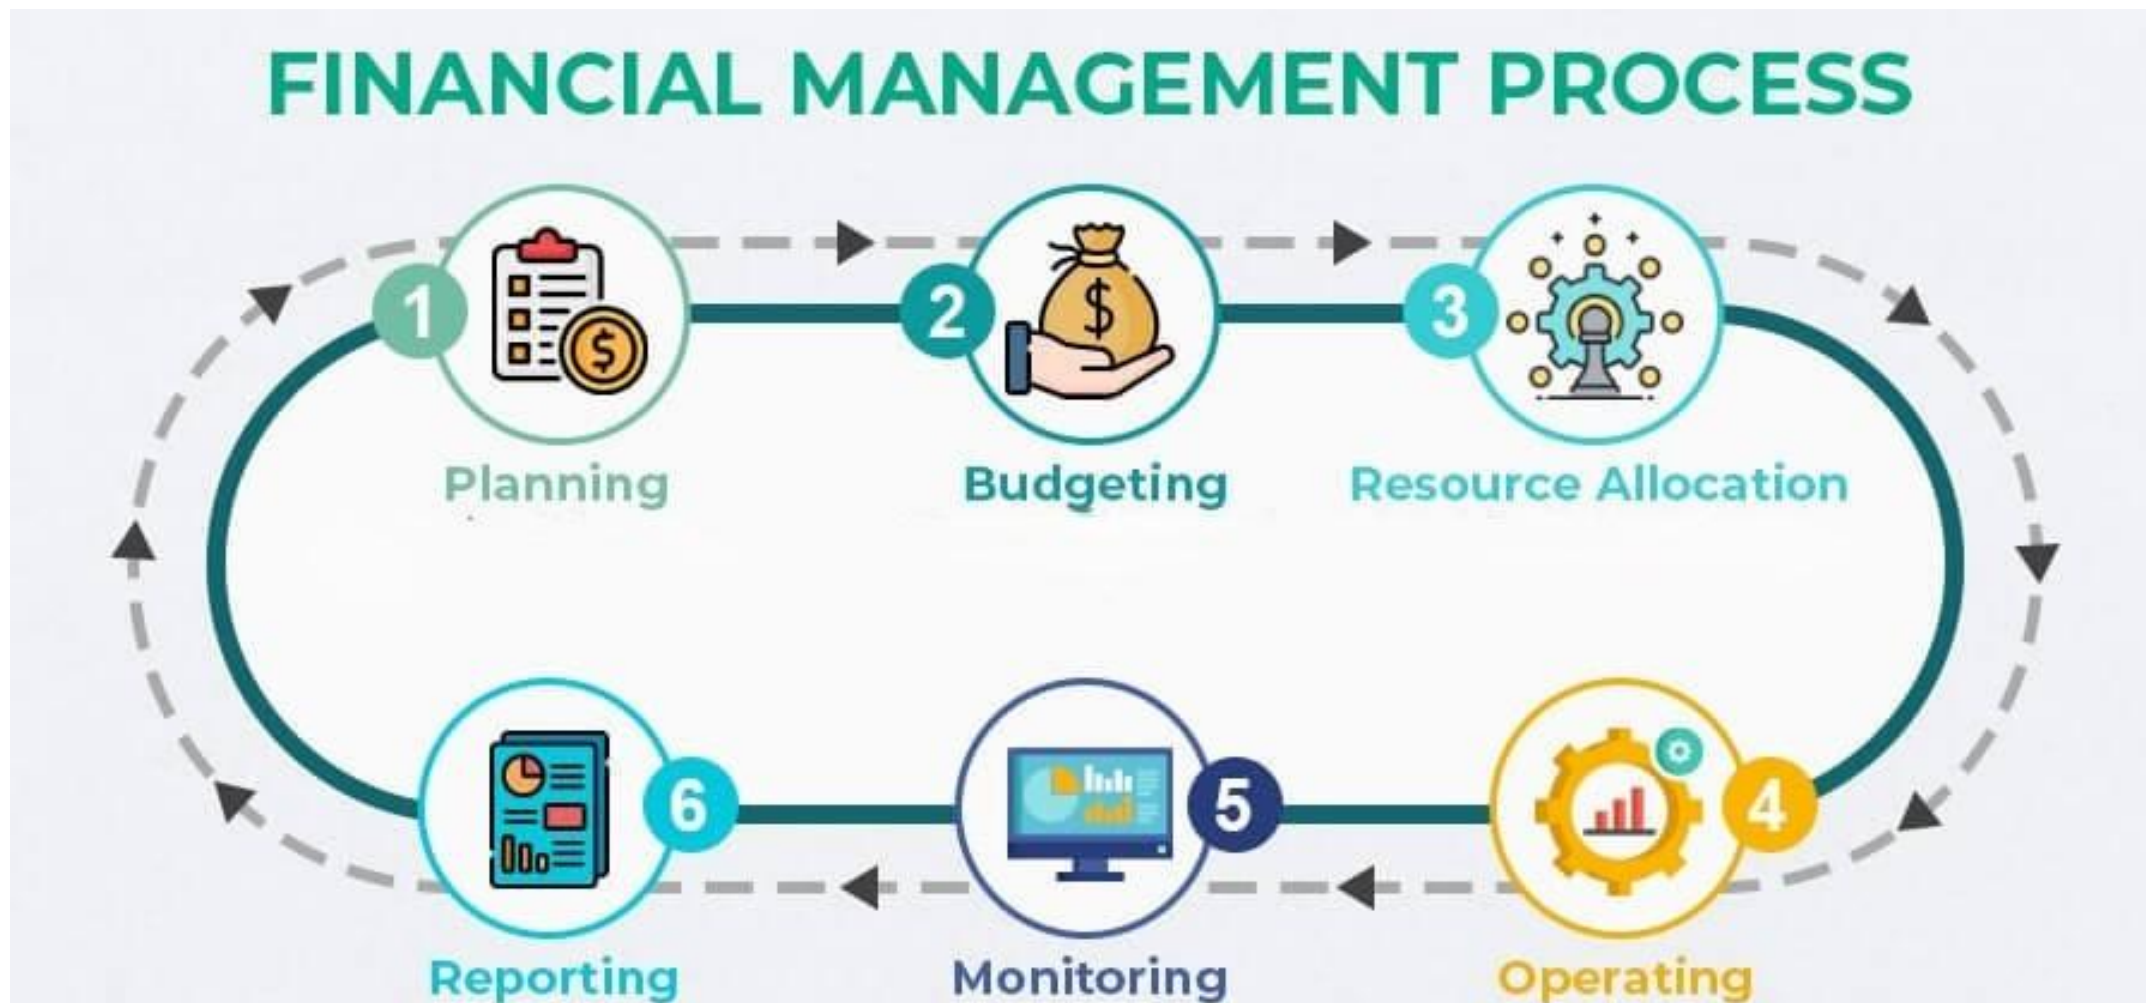 FINANCIAL MANAGEMENT PROCESS
1
Planning
2
$
Budgeting
3
Resource Allocation
$
4
Operating
5
Monitoring
6
Reporting